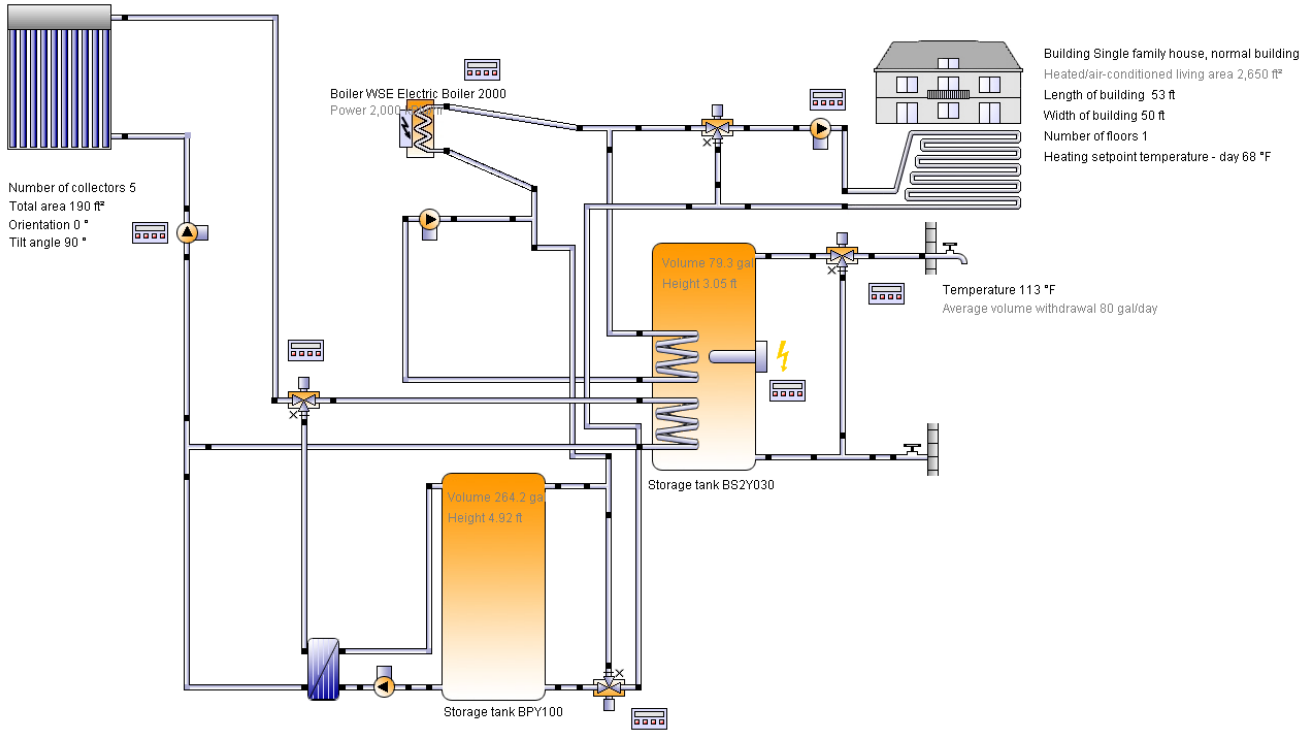 Building Single family house, normal building
Heated/air-conditioned living area 2,650 ft²
Length of building 53 ft
Width of building 50 ft
Number of floors 1
Heating setpoint temperature - day 68 °F
Boiler WSE Electric Boiler 2000
Power 2,000
Number of collectors 5
Total area 190 ft²
Orientation 0 °
Tilt angle 90 °
Volume 79.3 gal
Height 3.05 ft
Temperature 113 °F
Average volume withdrawal 80 gal/day
Storage tank BS2Y030
Volume 264.2 ga
Height 4.92 ft
Storage tank BPY100